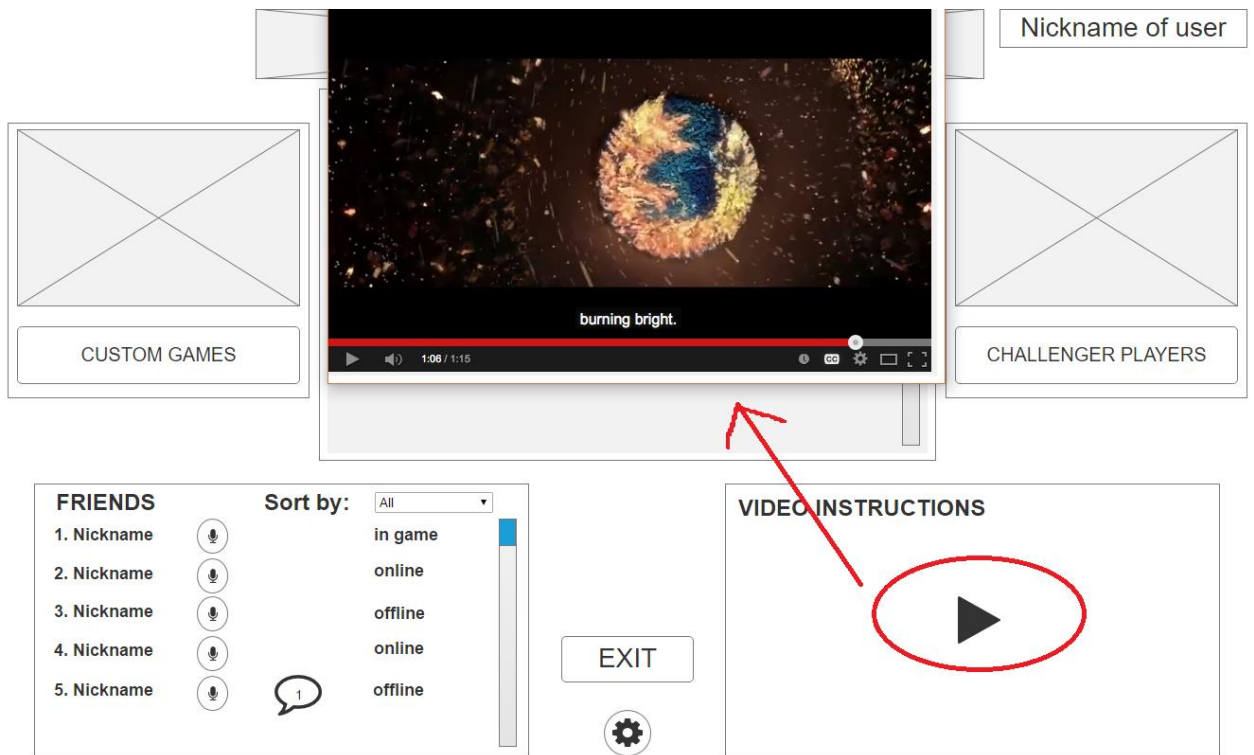 Nickname of user
burning bright.
1:06 / 1:15
CC
CUSTOM GAMES
CHALLENGER PLAYERS
FRIENDS Sort by: All
1. Nickname in game
2. Nickname online
3. Nickname offline
4. Nickname online
5. Nickname 1 offline
EXIT
VIDEO INSTRUCTIONS